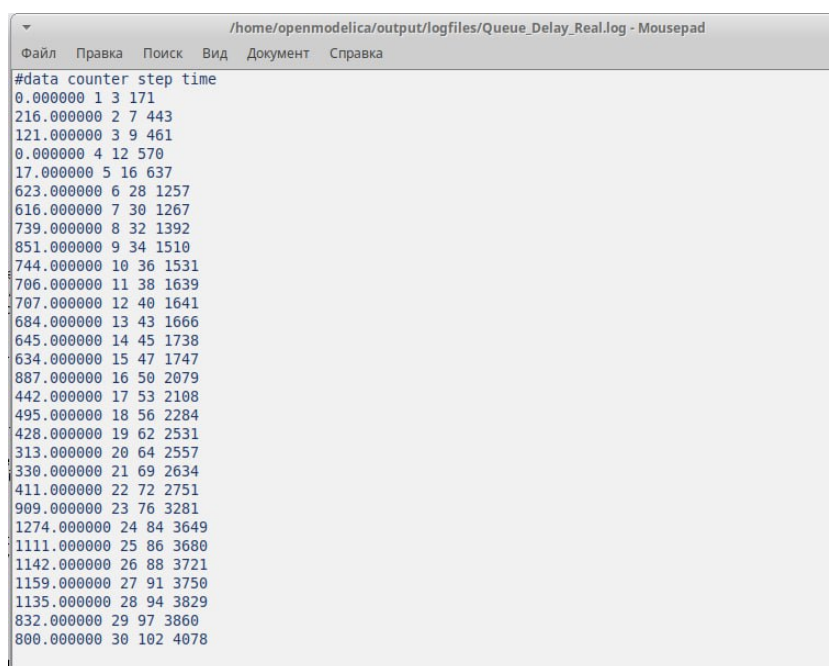 /home/openmodelica/output/logfiles/Queue_Delay_Real.log - Mousepad
Файл Правка Поиск Вид Документ Справка
#data counter step time
0.000000 1 3 171
216.000000 2 7 443
121.000000 3 9 461
0.000000 4 12 570
17.000000 5 16 637
623.000000 6 28 1257
616.000000 7 30 1267
739.000000 8 32 1392
851.000000 9 34 1510
744.000000 10 36 1531
706.000000 11 38 1639
707.000000 12 40 1641
684.000000 13 43 1666
645.000000 14 45 1738
634.000000 15 47 1747
887.000000 16 50 2079
442.000000 17 53 2108
495.000000 18 56 2284
428.000000 19 62 2531
313.000000 20 64 2557
330.000000 21 69 2634
411.000000 22 72 2751
909.000000 23 76 3281
1274.000000 24 84 3649
1111.000000 25 86 3680
1142.000000 26 88 3721
1159.000000 27 91 3750
1135.000000 28 94 3829
832.000000 29 97 3860
800.000000 30 102 4078